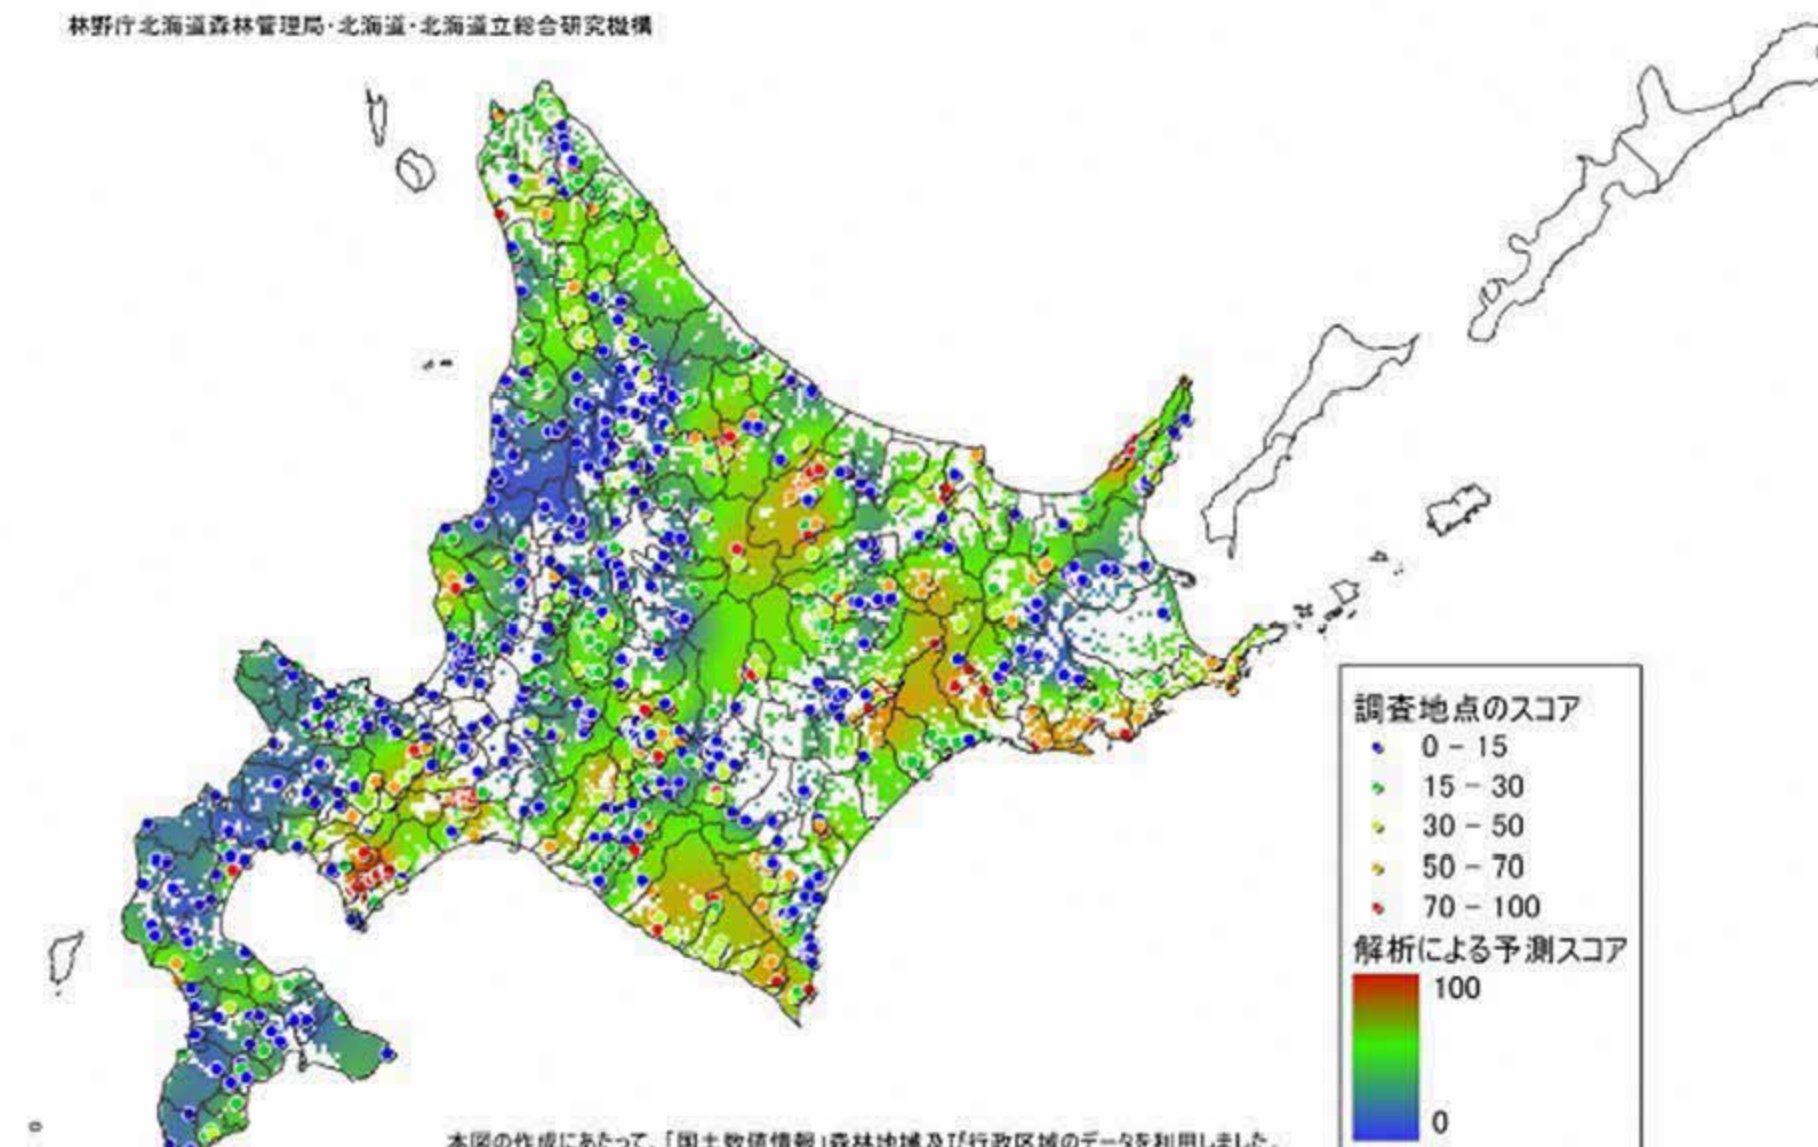 林野庁北海道森林管理局・北海道・北海道立総合研究機構
調査地点のスコア
0 - 15
15 - 30
30 - 50
50 - 70
70 - 100
解析による予測スコア
100
0
本図の作成にあたって、「国土数値情報」森林地域及び行政区域のデータを利用しました。